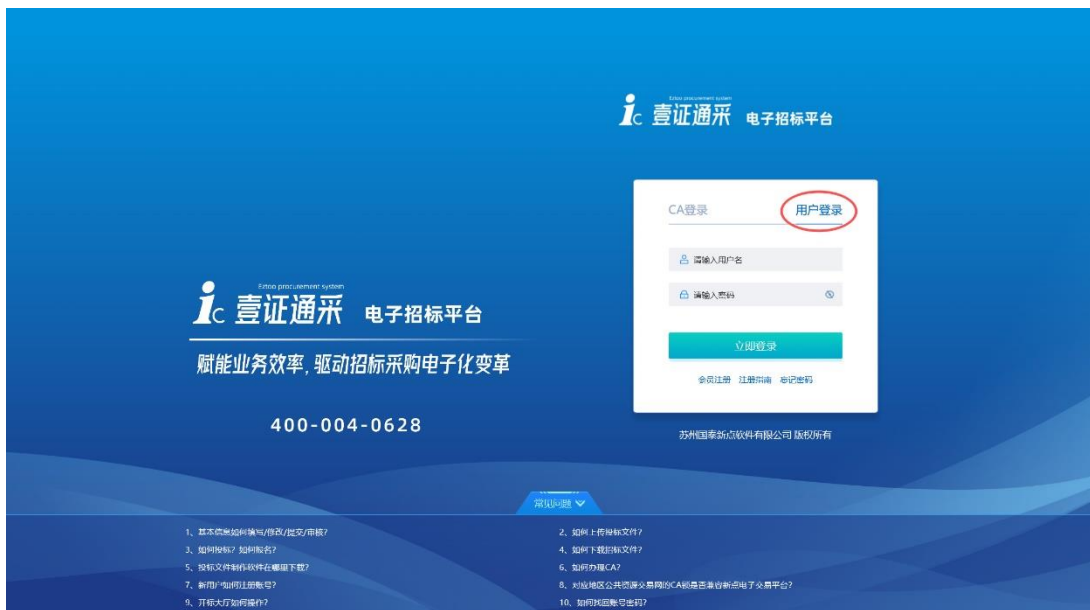 Eztoo procurement system
ic 壹证通采 电子招标平台
CA登录 用户登录
请输入用户名
请输入密码
立即登录
会员注册 注册指南 忘记密码
苏州国泰新点软件有限公司 版权所有
Eztoo procurement system
ic 壹证通采 电子招标平台
赋能业务效率,驱动招标采购电子化变革
400-004-0628
常见问题
1、基本信息如何填写/修改/提交/审核?
2、如何上传投标文件?
3、如何投标?如何报名?
4、如何下载招标文件?
5、投标文件制作软件在哪里下载?
6、如何办理CA?
7、新用户如何注册账号?
8、对应地区公共资源交易网的CA锁是否兼容新点电子交易平台?
9、开标大厅如何操作?
10、如何找回账号密码?